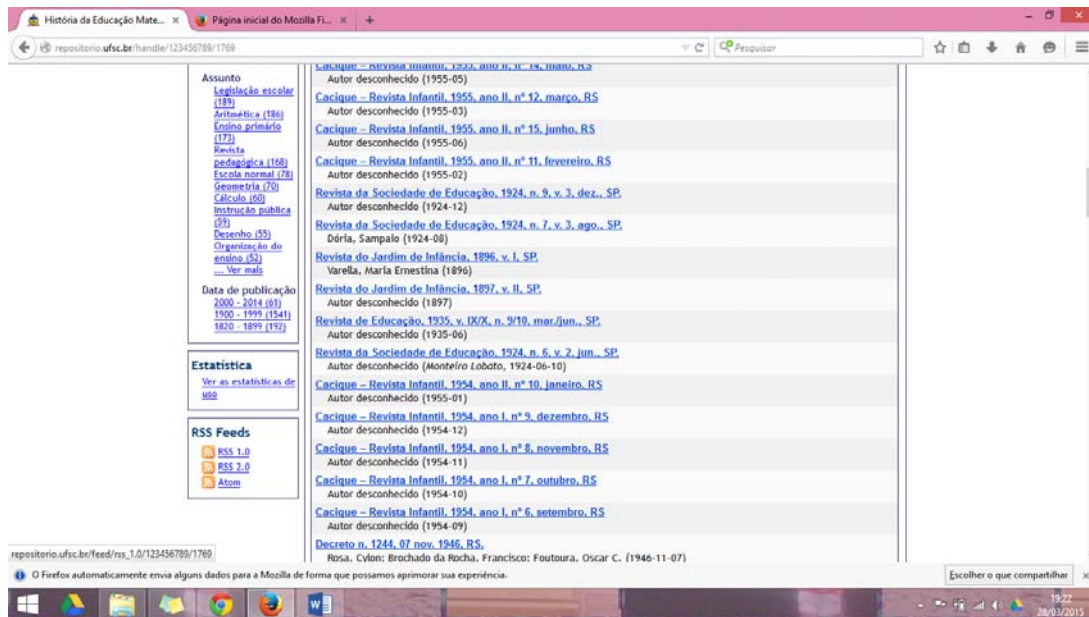 História da Educação Mate... ×
Página inicial do Mozilla Fi... ×
+
repositorio.ufsc.br/handle/123456789/1769
Pesquisar
Assunto
Legislação escolar
(189)
Aritmética (186)
Ensino primário
(173)
Revista
pedagógica (168)
Escola normal (78)
Geometria (70)
Cálculo (60)
Instrução pública
(59)
Desenho (55)
Organização do
ensino (52)
... Ver mais
Data de publicação
2000 - 2014 (61)
1900 - 1999 (1541)
1820 - 1899 (192)
Estatística
Ver as estatísticas de
uso
RSS Feeds
RSS 1.0
RSS 2.0
Atom
Cacique – Revista Infantil, 1955, ano II, nº 14, maio, RS
Autor desconhecido (1955-05)
Cacique – Revista Infantil, 1955, ano II, nº 12, março, RS
Autor desconhecido (1955-03)
Cacique – Revista Infantil, 1955, ano II, nº 15, junho, RS
Autor desconhecido (1955-06)
Cacique – Revista Infantil, 1955, ano II, nº 11, fevereiro, RS
Autor desconhecido (1955-02)
Revista da Sociedade de Educação, 1924, n. 9, v. 3, dez., SP.
Autor desconhecido (1924-12)
Revista da Sociedade de Educação, 1924, n. 7, v. 3, ago., SP.
Dória, Sampaio (1924-08)
Revista do Jardim de Infância, 1896, v. I, SP.
Varella, Maria Ernestina (1896)
Revista do Jardim de Infância, 1897, v. II, SP.
Autor desconhecido (1897)
Revista de Educação, 1935, v. IX/X, n. 9/10, mar./jun., SP.
Autor desconhecido (1935-06)
Revista da Sociedade de Educação, 1924, n. 6, v. 2, jun., SP.
Autor desconhecido (Monteiro Lobato, 1924-06-10)
Cacique – Revista Infantil, 1954, ano II, nº 10, janeiro, RS
Autor desconhecido (1955-01)
Cacique – Revista Infantil, 1954, ano I, nº 9, dezembro, RS
Autor desconhecido (1954-12)
Cacique – Revista Infantil, 1954, ano I, nº 8, novembro, RS
Autor desconhecido (1954-11)
Cacique – Revista Infantil, 1954, ano I, nº 7, outubro, RS
Autor desconhecido (1954-10)
Cacique – Revista Infantil, 1954, ano I, nº 6, setembro, RS
Autor desconhecido (1954-09)
Decreto n. 1244, 07 nov. 1946, RS.
Rosa, Cylon; Brochado da Rocha, Francisco; Foutoura, Oscar C. (1946-11-07)
repositorio.ufsc.br/feed/rss_1.0/123456789/1769
O Firefox automaticamente envia alguns dados para a Mozilla de forma que possamos aprimorar sua experiência.
Escolher o que compartilhar ×
19:22
28/03/2015